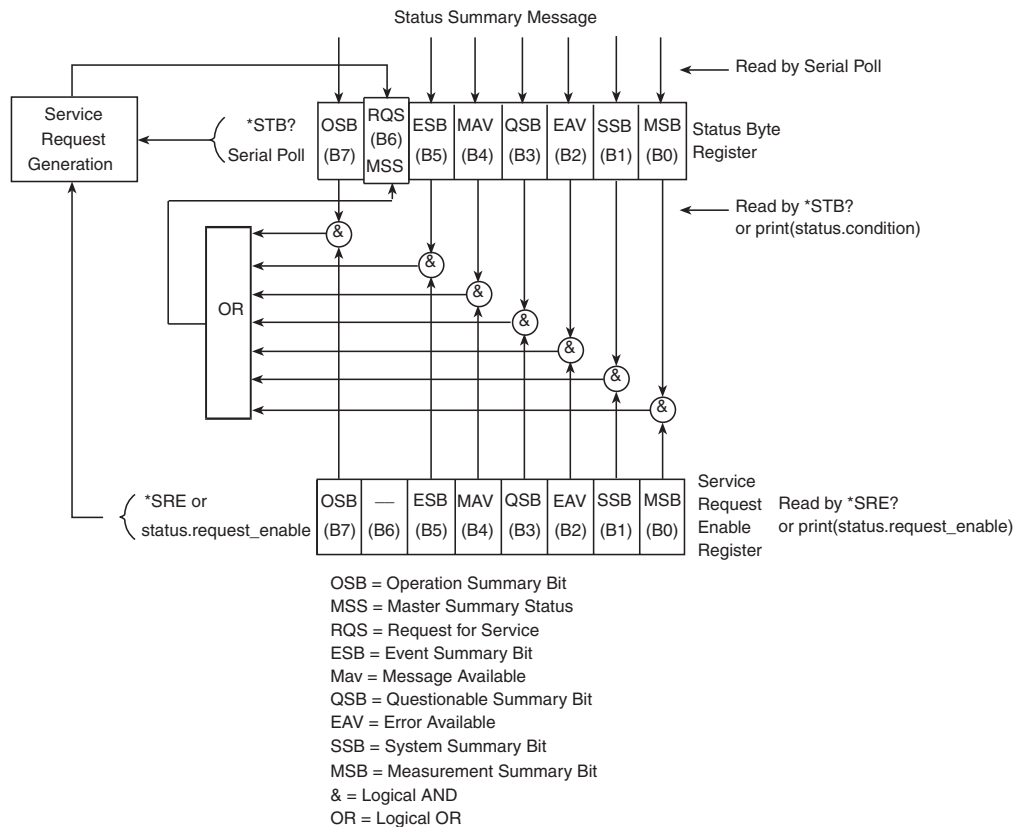 Status Summary Message
Read by Serial Poll
Service
Request
Generation
*STB?
Serial Poll
OSB
(B7)
RQS
(B6)
MSS
ESB
(B5)
MAV
(B4)
QSB
(B3)
EAV
(B2)
SSB
(B1)
MSB
(B0)
Status Byte
Register
Read by *STB?
or print(status.condition)
&
&
&
&
&
&
&
OR
*SRE or
status.request_enable
OSB
(B7)
—
(B6)
ESB
(B5)
MAV
(B4)
QSB
(B3)
EAV
(B2)
SSB
(B1)
MSB
(B0)
Service
Request
Enable
Register
Read by *SRE?
or print(status.request_enable)
OSB = Operation Summary Bit
MSS = Master Summary Status
RQS = Request for Service
ESB = Event Summary Bit
Mav = Message Available
QSB = Questionable Summary Bit
EAV = Error Available
SSB = System Summary Bit
MSB = Measurement Summary Bit
& = Logical AND
OR = Logical OR